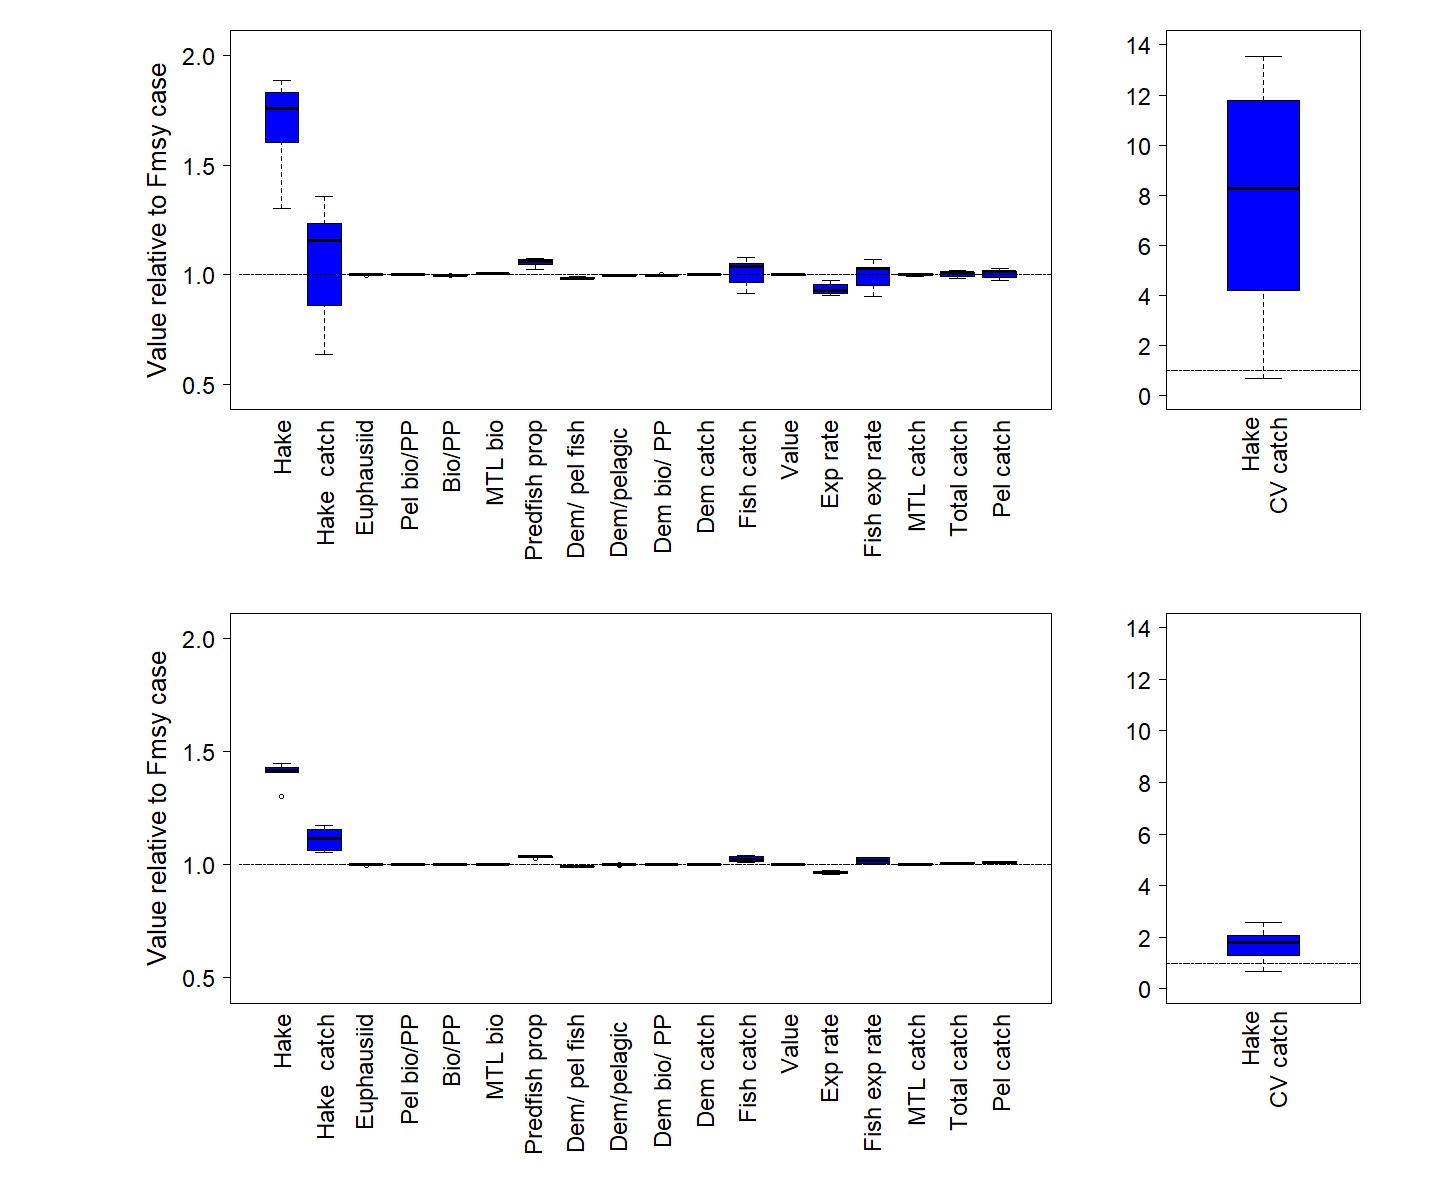 Value relative to Fmsy case
2.0
1.5
1.0
0.5
Hake
Hake  catch
Euphausiid
Pel bio/PP
Bio/PP
MTL bio
Predfish prop
Dem/ pel fish
Dem/pelagic
Dem bio/ PP
Dem catch
Fish catch
Value
Exp rate
Fish exp rate
MTL catch
Total catch
Pel catch
14
12
10
8
6
4
2
0
Hake
CV catch
Value relative to Fmsy case
2.0
1.5
1.0
0.5
Hake
Hake  catch
Euphausiid
Pel bio/PP
Bio/PP
MTL bio
Predfish prop
Dem/ pel fish
Dem/pelagic
Dem bio/ PP
Dem catch
Fish catch
Value
Exp rate
Fish exp rate
MTL catch
Total catch
Pel catch
14
12
10
8
6
4
2
0
Hake
CV catch